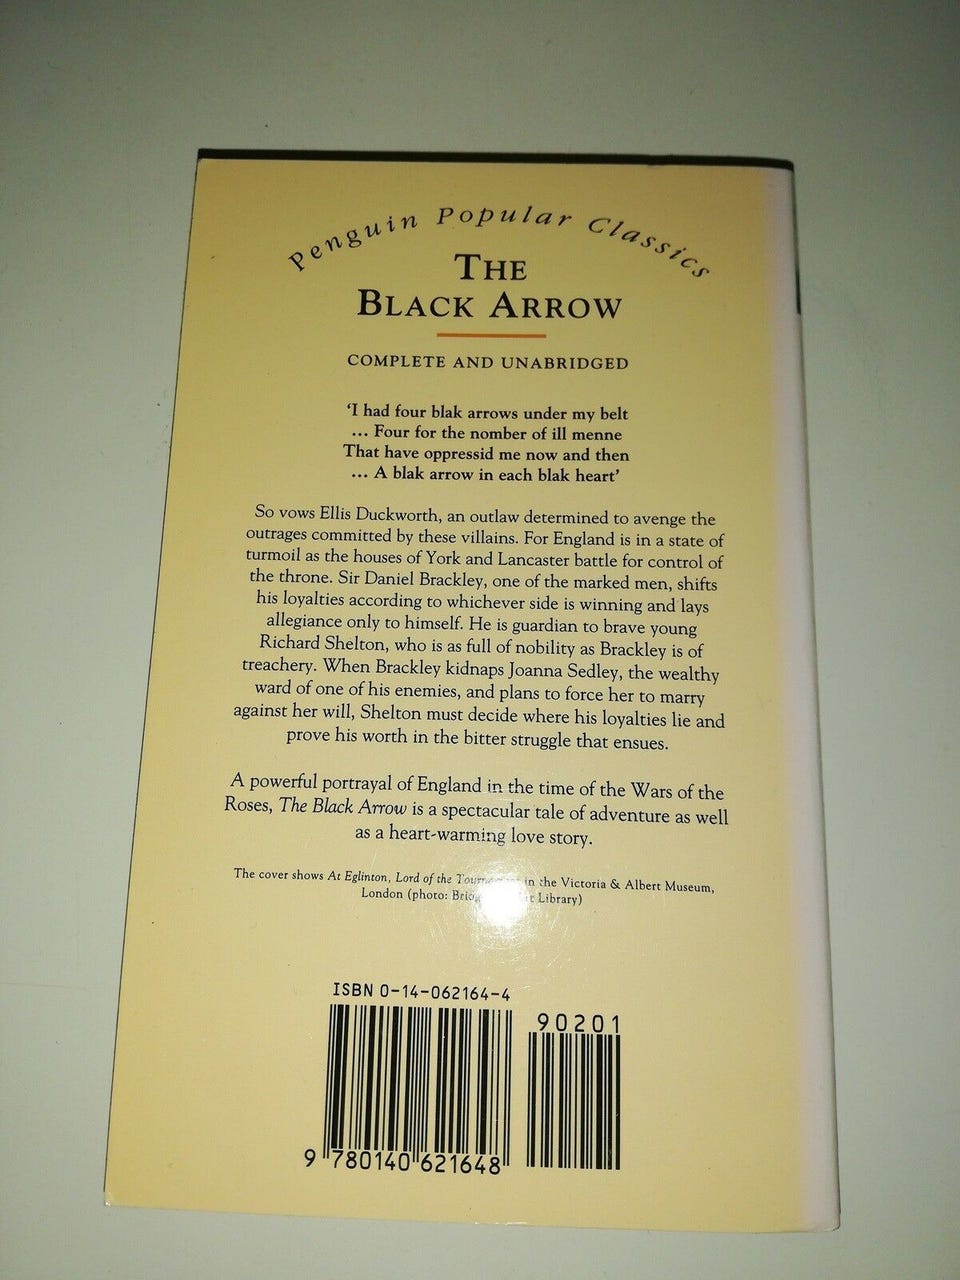 Penguin Popular Classics
THE
BLACK ARROW
COMPLETE AND UNABRIDGED
‘I had four blak arrows under my belt
... Four for the nomber of ill menne
That have oppressid me now and then
... A blak arrow in each blak heart’
So vows Ellis Duckworth, an outlaw determined to avenge the
outrages committed by these villains. For England is in a state of
turmoil as the houses of York and Lancaster battle for control of
the throne. Sir Daniel Brackley, one of the marked men, shifts
his loyalties according to whichever side is winning and lays
allegiance only to himself. He is guardian to brave young
Richard Shelton, who is as full of nobility as Brackley is of
treachery. When Brackley kidnaps Joanna Sedley, the wealthy
ward of one of his enemies, and plans to force her to marry
against her will, Shelton must decide where his loyalties lie and
prove his worth in the bitter struggle that ensues.
A powerful portrayal of England in the time of the Wars of the
Roses, The Black Arrow is a spectacular tale of adventure as well
as a heart-warming love story.
The cover shows At Eglinton, Lord of the in the Victoria & Albert Museum,
London (photo: Library)
ISBN 0-14-062164-4
90201
9 780140 621648